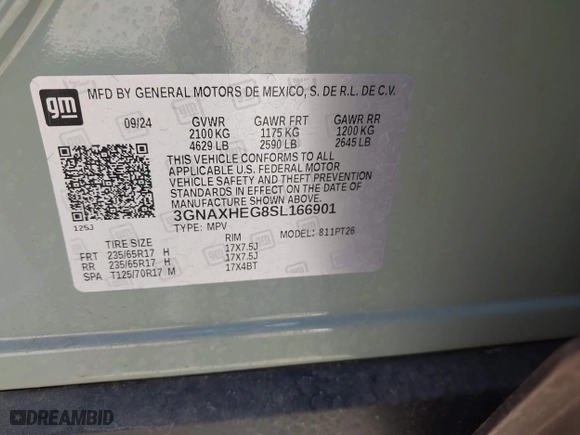 gm
MFD BY GENERAL MOTORS DE MEXICO, S. DE R.L. DE C.V.
09/24 GVWR GAWR FRT GAWR RR
2100 KG 1175 KG 1200 KG
4629 LB 2590 LB 2645 LB
THIS VEHICLE CONFORMS TO ALL
APPLICABLE U.S. FEDERAL MOTOR
VEHICLE SAFETY AND THEFT PREVENTION
STANDARDS IN EFFECT ON THE DATE OF
MANUFACTURE SHOWN ABOVE.
3GNAXHEG8SL166901
125J
TYPE: MPV MODEL: 811PT26
TIRE SIZE RIM
FRT 235/65R17 H 17X7.5J
RR 235/65R17 H 17X7.5J
SPA T125/70R17 M 17X4BT
DREAMBID